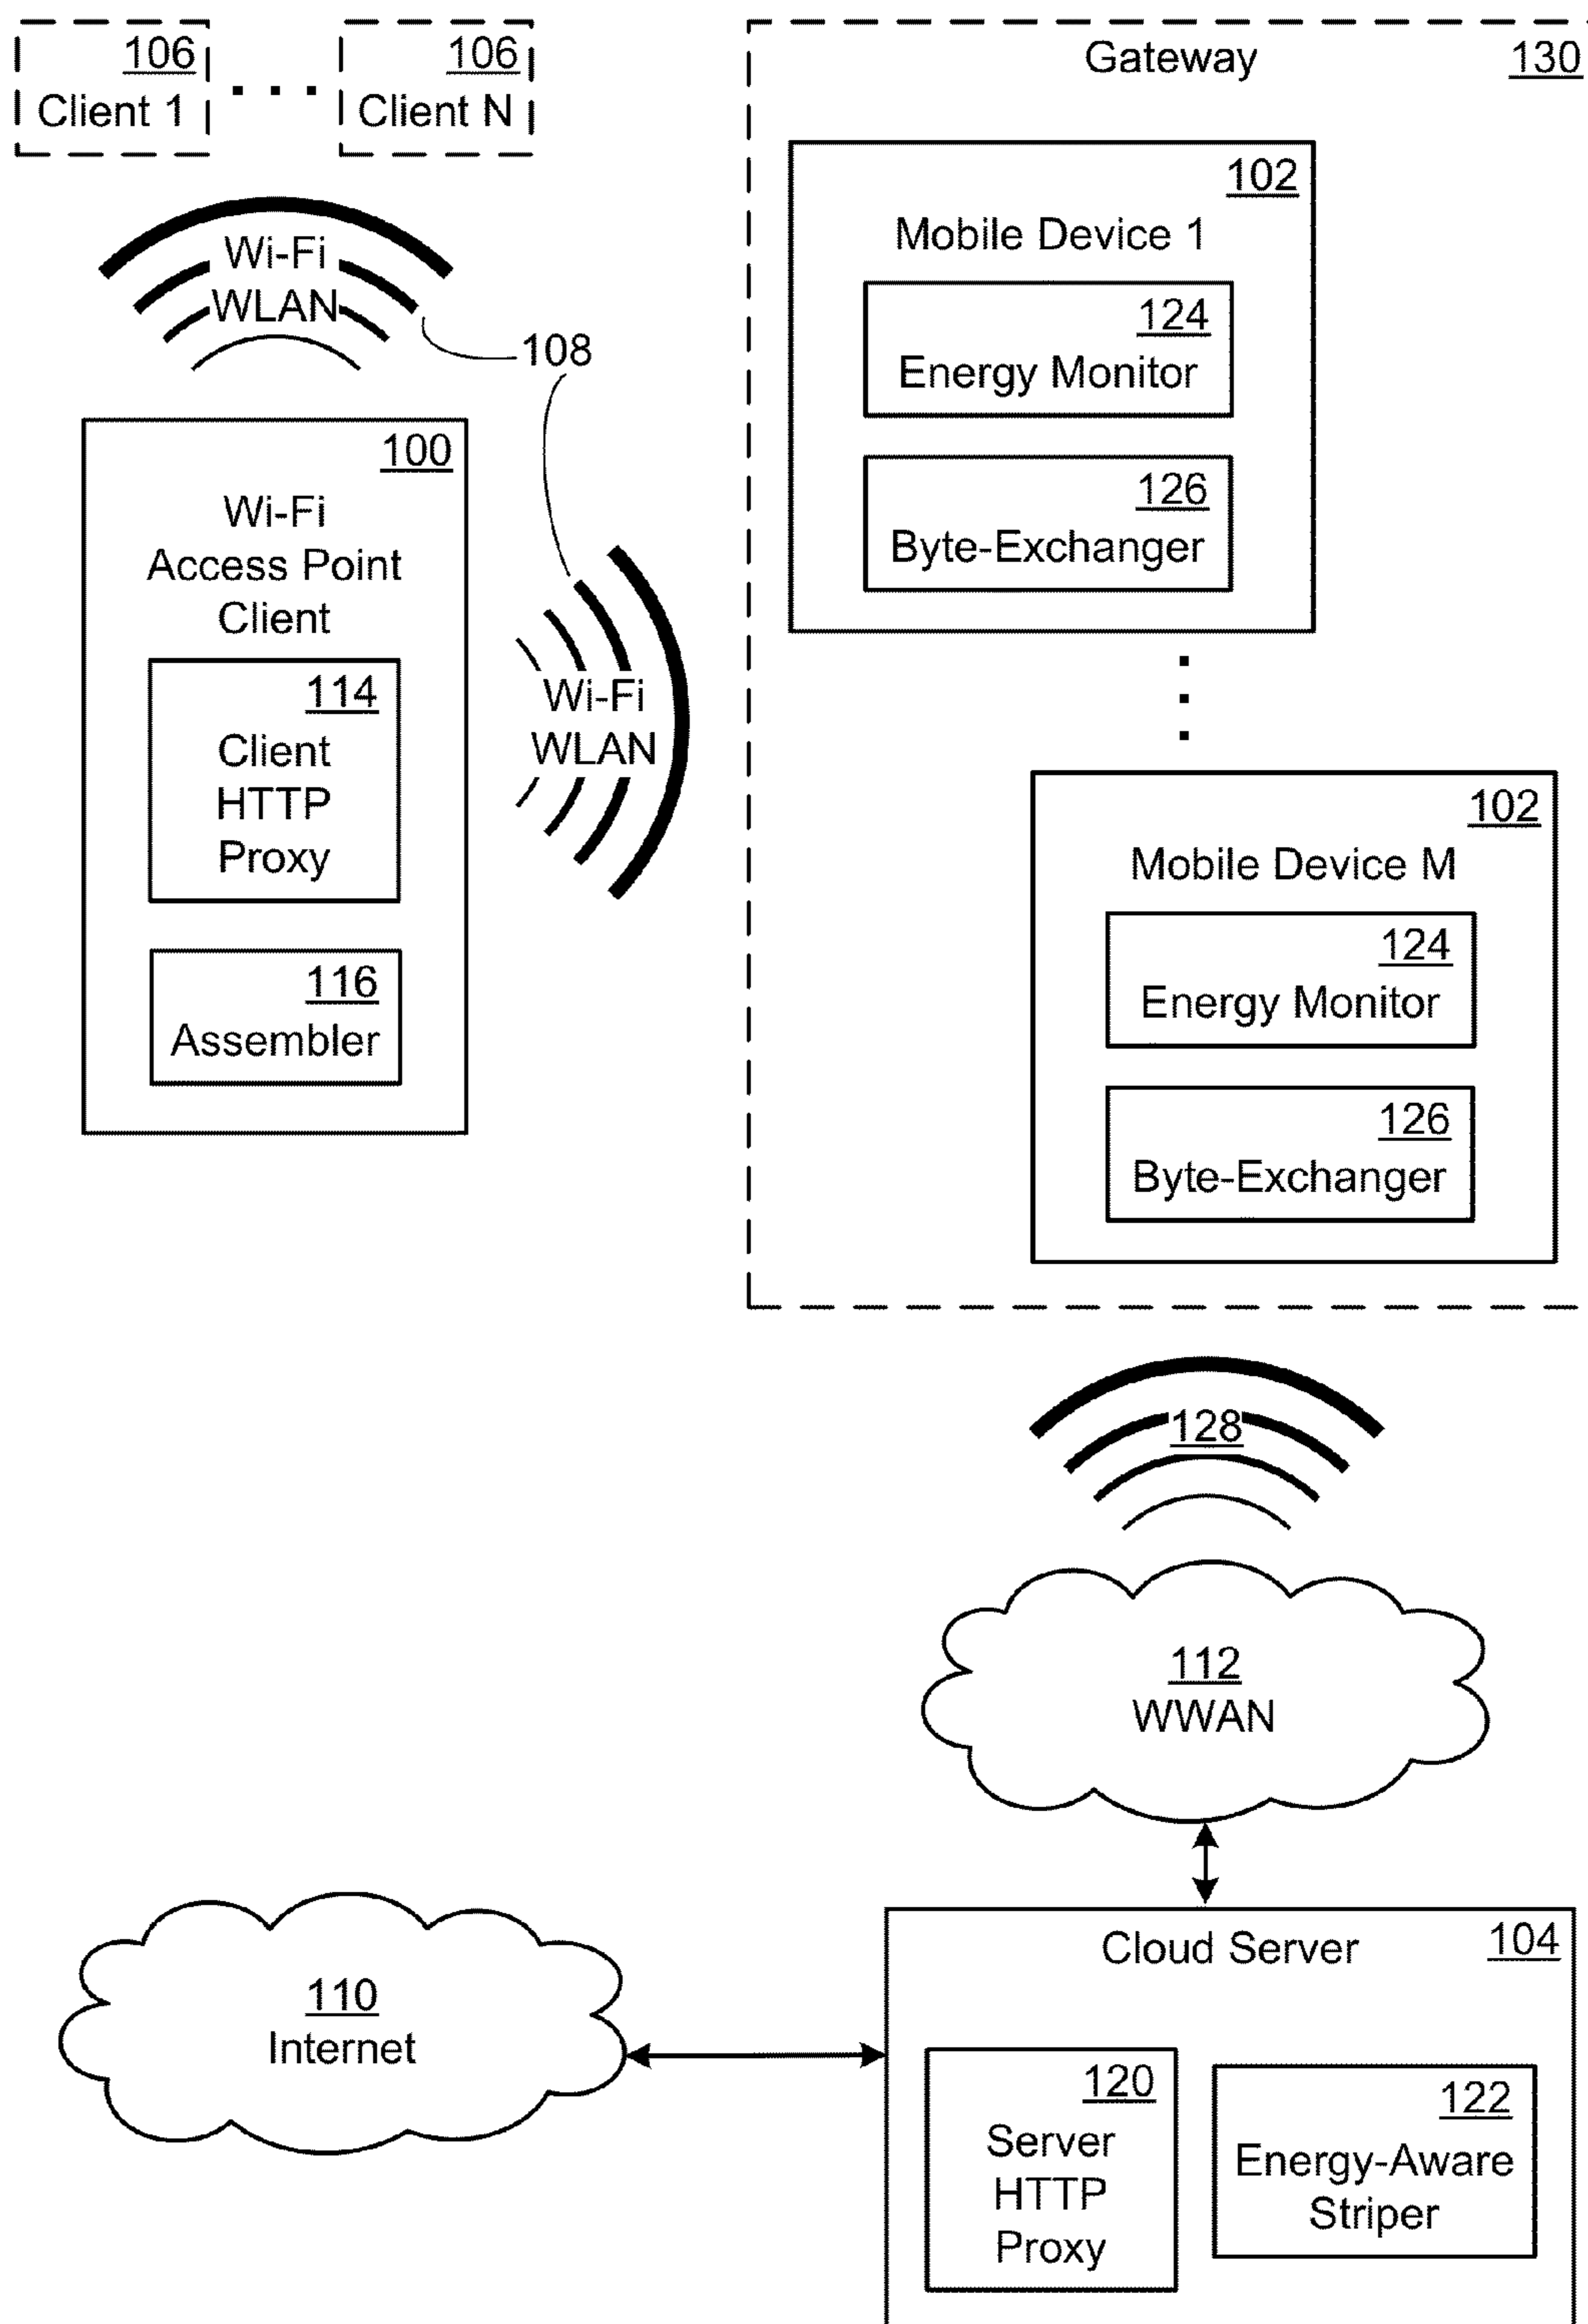 106
Client 1
. . .
106
Client N
Gateway
130
102
Mobile Device 1
124
Energy Monitor
126
Byte-Exchanger
Wi-Fi
WLAN
108
100
Wi-Fi
Access Point
Client
114
Client
HTTP
Proxy
116
Assembler
Wi-Fi
WLAN
102
Mobile Device M
124
Energy Monitor
126
Byte-Exchanger
128
112
WWAN
110
Internet
Cloud Server
104
120
Server
HTTP
Proxy
122
Energy-Aware
Striper